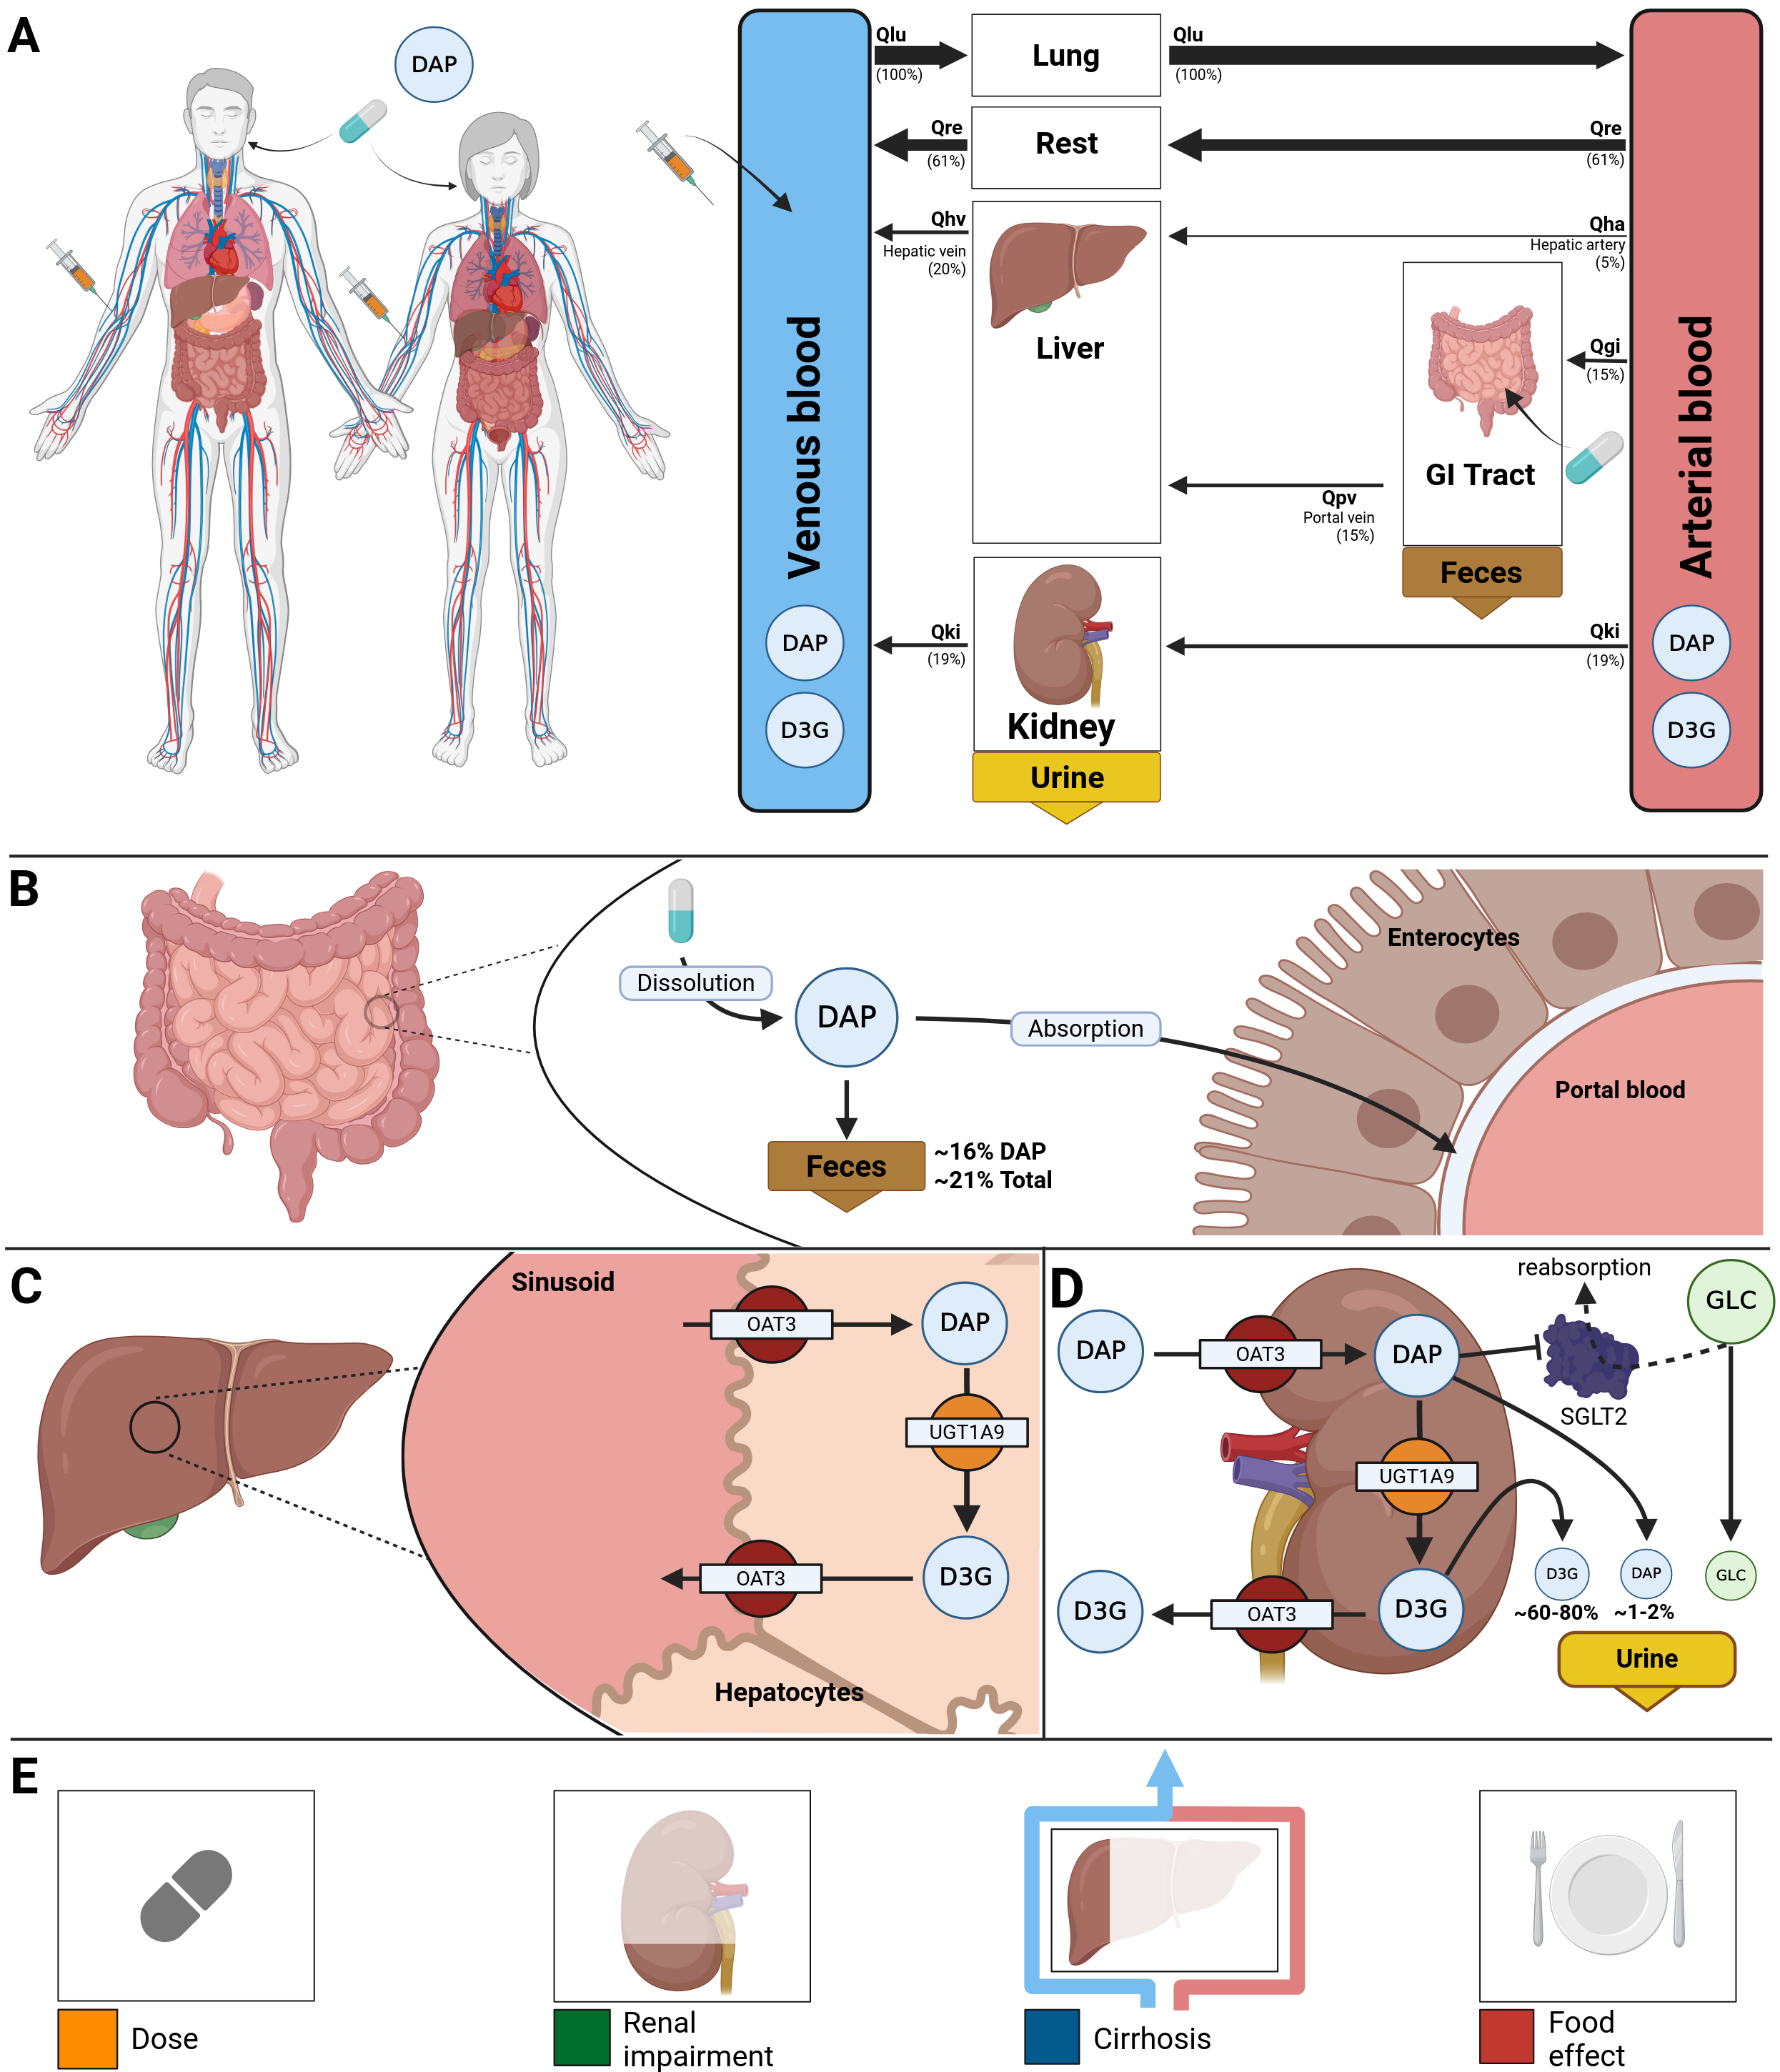 A
DAP
Venous blood
DAP
D3G
Qlu
(100%)
Lung
Qlu
(100%)
Qre
(61%)
Rest
Qre
(61%)
Qhv
Hepatic vein
(20%)
Liver
Qha
Hepatic artery
(5%)
Qgi
(15%)
GI Tract
Qpv
Portal vein
(15%)
Feces
Qki
(19%)
Kidney
Urine
Qki
(19%)
Arterial blood
DAP
D3G
B
Dissolution
DAP
Absorption
Feces
~16% DAP
~21% Total
Enterocytes
Portal blood
C
Sinusoid
OAT3
DAP
UGT1A9
D3G
OAT3
Hepatocytes
D
DAP
OAT3
DAP
reabsorption
GLC
SGLT2
UGT1A9
D3G
OAT3
D3G
D3G
~60-80%
DAP
~1-2%
GLC
Urine
E
Dose
Renal
impairment
Cirrhosis
Food
effect